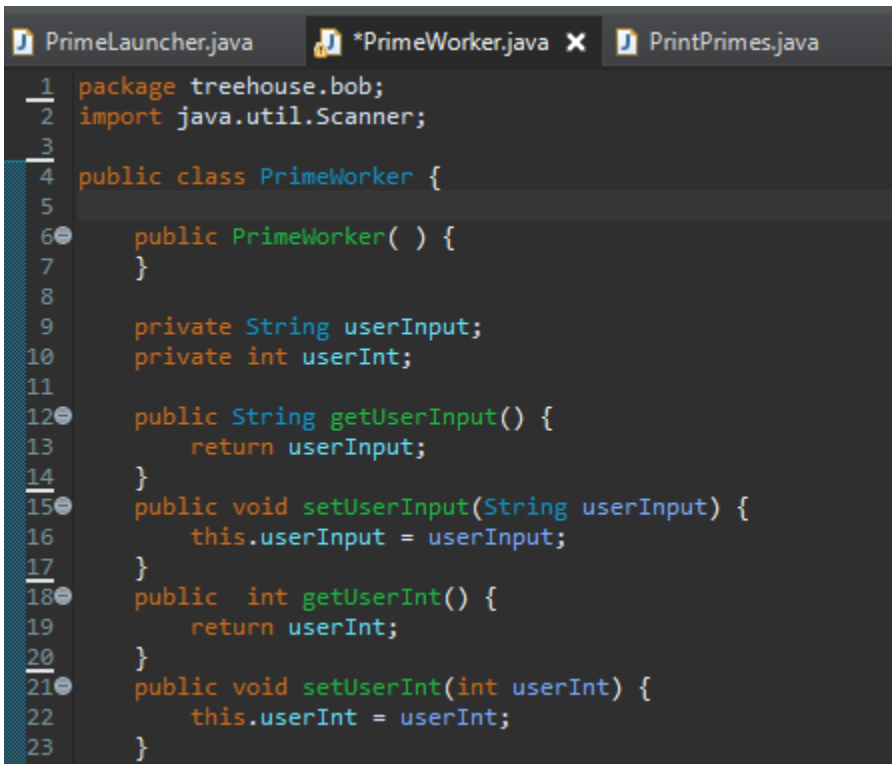 PrimeLauncher.java *PrimeWorker.java PrintPrimes.java
1 package treehouse.bob;
2 import java.util.Scanner;
3
4 public class PrimeWorker {
5
6 public PrimeWorker( ) {
7 }
8
9 private String userInput;
10 private int userInt;
11
12 public String getUserInput() {
13 return userInput;
14 }
15 public void setUserInput(String userInput) {
16 this.userInput = userInput;
17 }
18 public  int getUserInt() {
19 return userInt;
20 }
21 public void setUserInt(int userInt) {
22 this.userInt = userInt;
23 }